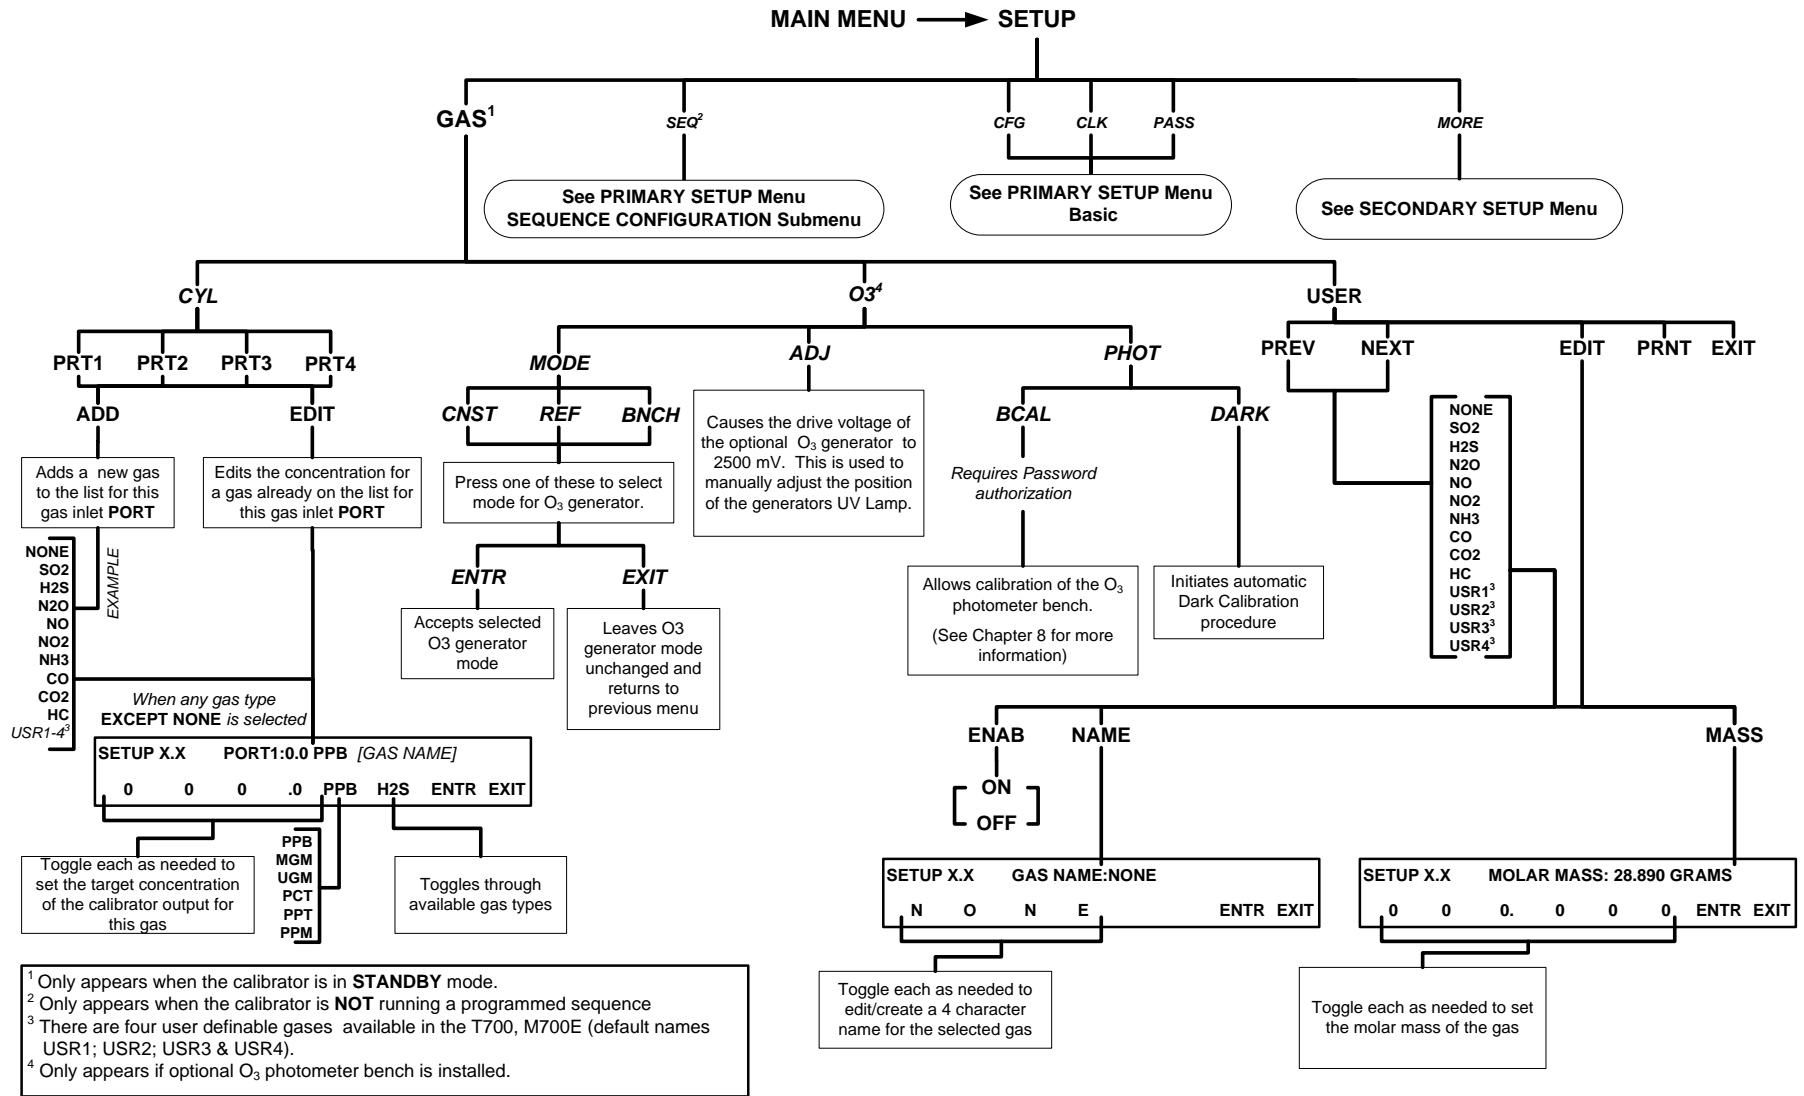 MAIN MENU SETUP
GAS1
SEQ2
CFG
CLK
PASS
MORE
See PRIMARY SETUP Menu
SEQUENCE CONFIGURATION Submenu
See PRIMARY SETUP Menu
Basic
See SECONDARY SETUP Menu
CYL
O34
USER
PRT1
PRT2
PRT3
PRT4
ADD
EDIT
Adds a new gas
to the list for this
gas inlet PORT
Edits the concentration for
a gas already on the list for
this gas inlet PORT
EXAMPLE
NONE
SO2
H2S
N2O
NO
NO2
NH3
CO
CO2
HC
USR1-43
When any gas type
EXCEPT NONE is selected
SETUP X.X PORT1:0.0 PPB [GAS NAME]
0 0 0 .0 PPB H2S ENTR EXIT
Toggle each as needed to
set the target concentration
of the calibrator output for
this gas
PPB
MGM
UGM
PCT
PPT
PPM
Toggles through
available gas types
MODE
ADJ
PHOT
CNST
REF
BNCH
Press one of these to select
mode for O3 generator.
ENTR
EXIT
Accepts selected
O3 generator
mode
Leaves O3
generator mode
unchanged and
returns to
previous menu
Causes the drive voltage of
the optional O3 generator to
2500 mV. This is used to
manually adjust the position
of the generators UV Lamp.
BCAL
DARK
Requires Password
authorization
Allows calibration of the O3
photometer bench.
(See Chapter 8 for more
information)
Initiates automatic
Dark Calibration
procedure
PREV
NEXT
EDIT
PRNT
EXIT
NONE
SO2
H2S
N2O
NO
NO2
NH3
CO
CO2
HC
USR13
USR23
USR33
USR43
ENAB
NAME
MASS
ON
OFF
SETUP X.X GAS NAME:NONE
N O N E ENTR EXIT
Toggle each as needed to
edit/create a 4 character
name for the selected gas
SETUP X.X MOLAR MASS: 28.890 GRAMS
0 0 0. 0 0 0 ENTR EXIT
Toggle each as needed to set
the molar mass of the gas
1 Only appears when the calibrator is in STANDBY mode.
2 Only appears when the calibrator is NOT running a programmed sequence
3 There are four user definable gases available in the T700, M700E (default names
USR1; USR2; USR3 & USR4).
4 Only appears if optional O3 photometer bench is installed.